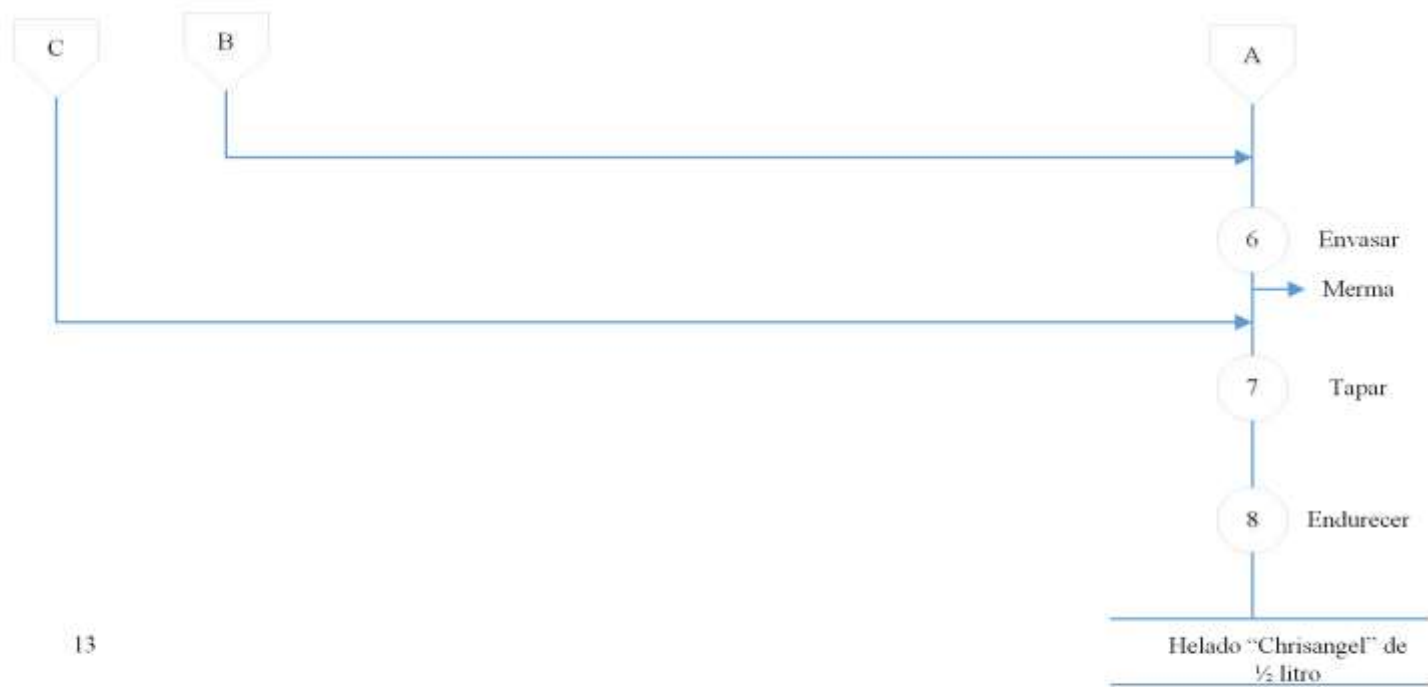 C
B
A
6 Envasar
Merma
7 Tapar
8 Endurecer
13
Helado “Chrisangel” de
½ litro